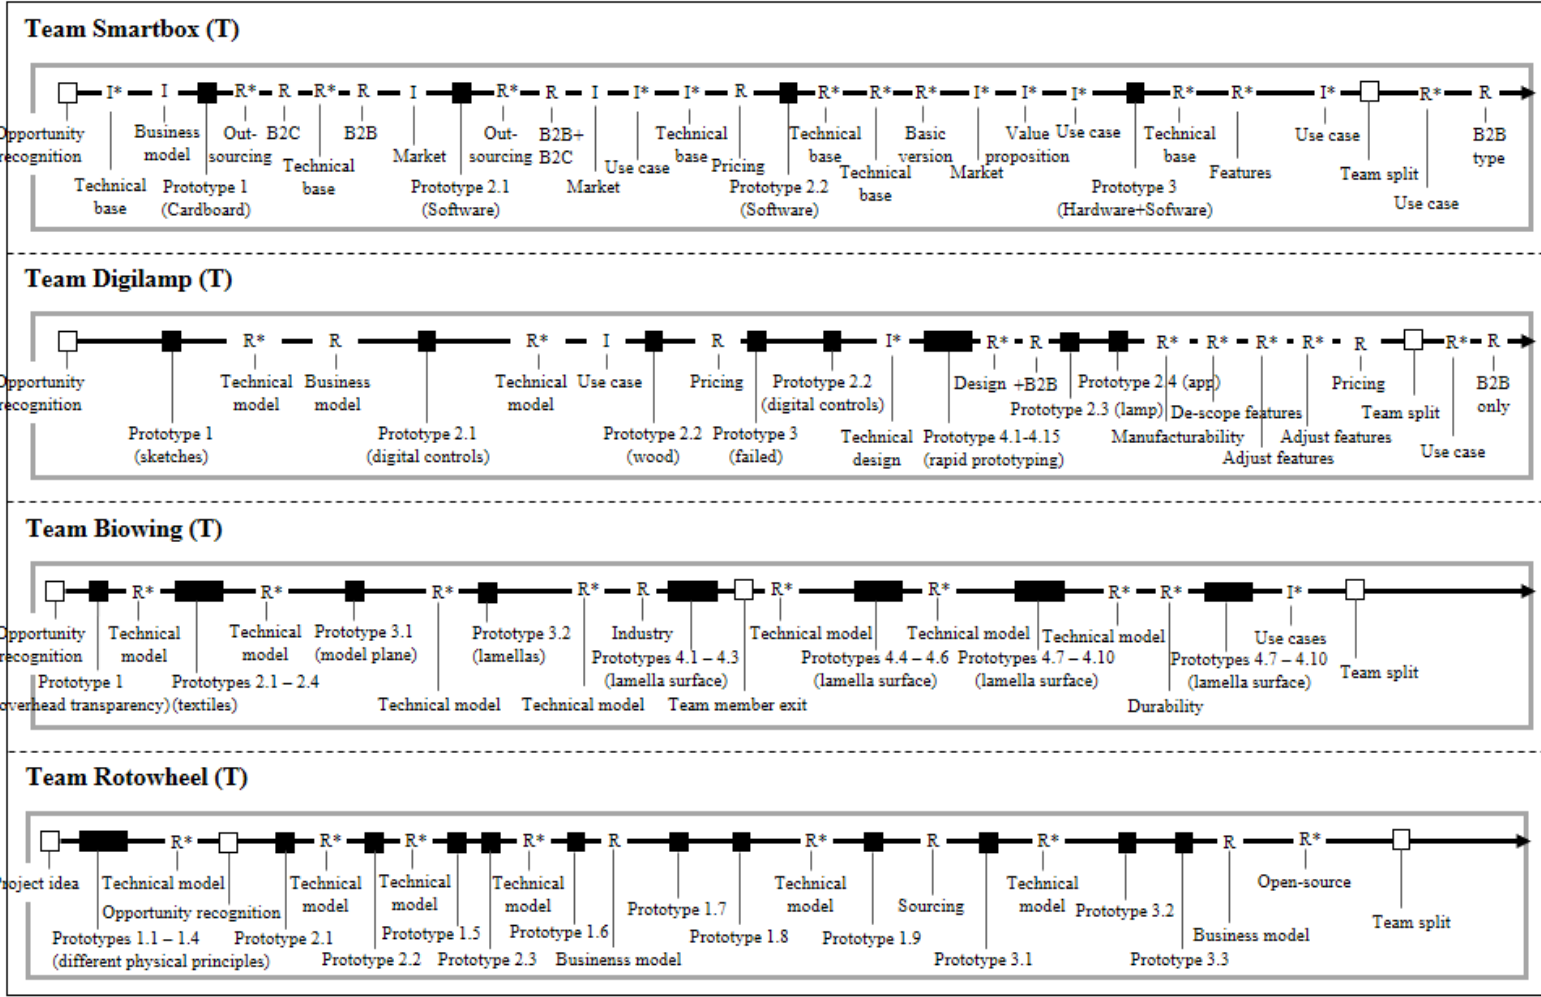 Team Smartbox (T)
I* I R* R R* R I R* R I I* I* R R* R* R* I* I* I* R* R* I* R* R
Opportunity Business Out- B2C B2B Out- B2B+ Technical Technical Basic Value Use case Technical Use case B2B
recognition model sourcing Technical Market sourcing B2C Use case base Pricing base Technical version Market proposition base Features Team split type
Technical Prototype 1 base Prototype 2.1 Market Prototype 2.2 base Prototype 3 Use case
base (Cardboard) (Software) (Software) (Hardware+Sofware)
Team Digilamp (T)
R* R R* I R I* R* R R* R* R* R* R R* R
Opportunity Technical Business Technical Use case Pricing Prototype 2.2 Design +B2B Prototype 2.4 (app) Pricing B2B
recognition model model model (digital controls) Prototype 2.3 (lamp) De-scope features Team split only
Prototype 1 Prototype 2.1 Prototype 2.2 Prototype 3 Technical Prototype 4.1-4.15 Manufacturability Adjust features Use case
(sketches) (digital controls) (wood) (failed) design (rapid prototyping) Adjust features
Team Biowing (T)
R* R* R* R* R R* R* R* R* I*
Opportunity Technical Technical Prototype 3.1 Prototype 3.2 Industry Technical model Technical model Technical model Use cases
recognition model model (model plane) (lamellas) Prototypes 4.1 – 4.3 Prototypes 4.4 – 4.6 Prototypes 4.7 – 4.10 Prototypes 4.7 – 4.10
Prototype 1 Prototypes 2.1 – 2.4 (lamella surface) (lamella surface) (lamella surface) (lamella surface) Team split
overhead transparency) (textiles) Technical model Technical model Team member exit Durability
Team Rotowheel (T)
R* R* R* R* R R* R R* R R*
Project idea Technical model Technical Technical Technical Technical Technical Open-source
Opportunity recognition model model model Prototype 1.7 model Sourcing model Prototype 3.2 Team split
Prototypes 1.1 – 1.4 Prototype 2.1 Prototype 1.5 Prototype 1.6 Prototype 1.8 Prototype 1.9 Business model
(different physical principles) Prototype 2.2 Prototype 2.3 Businenss model Prototype 3.1 Prototype 3.3